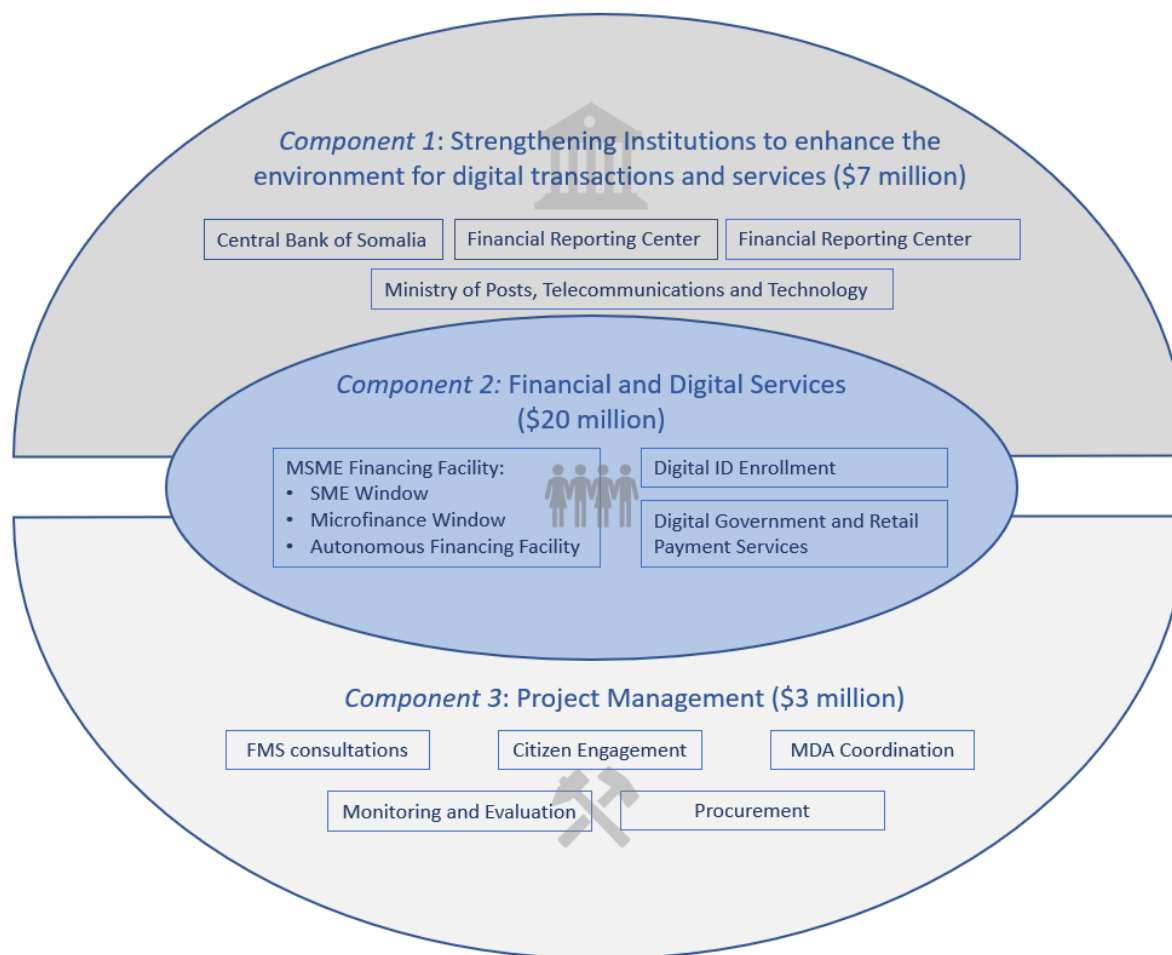 Component 1: Strengthening Institutions to enhance the
environment for digital transactions and services ($7 million)
Central Bank of Somalia
Financial Reporting Center
Financial Reporting Center
Ministry of Posts, Telecommunications and Technology
Component 2: Financial and Digital Services
($20 million)
MSME Financing Facility:
• SME Window
• Microfinance Window
• Autonomous Financing Facility
Digital ID Enrollment
Digital Government and Retail
Payment Services
Component 3: Project Management ($3 million)
FMS consultations
Citizen Engagement
MDA Coordination
Monitoring and Evaluation
Procurement